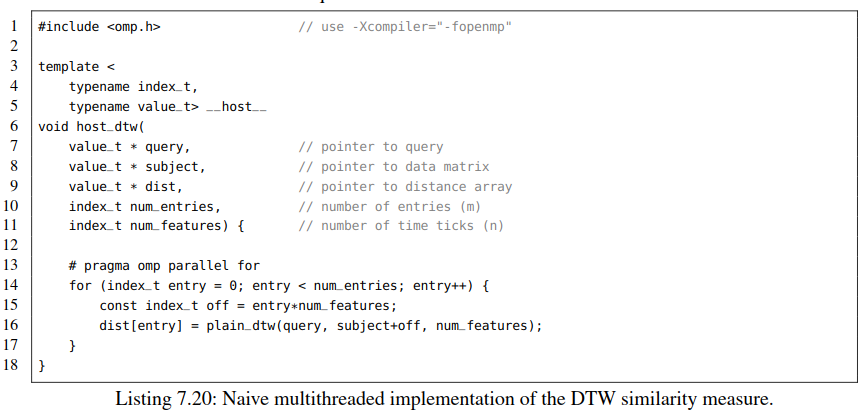 1 #include <omp.h> // use -Xcompiler="-fopenmp"
2
3 template <
4 typename index_t,
5 typename value_t> __host__
6 void host_dtw(
7 value_t * query, // pointer to query
8 value_t * subject, // pointer to data matrix
9 value_t * dist, // pointer to distance array
10 index_t num_entries, // number of entries (m)
11 index_t num_features) { // number of time ticks (n)
12
13 # pragma omp parallel for
14 for (index_t entry = 0; entry < num_entries; entry++) {
15 const index_t off = entry*num_features;
16 dist[entry] = plain_dtw(query, subject+off, num_features);
17 }
18 }
Listing 7.20: Naive multithreaded implementation of the DTW similarity measure.